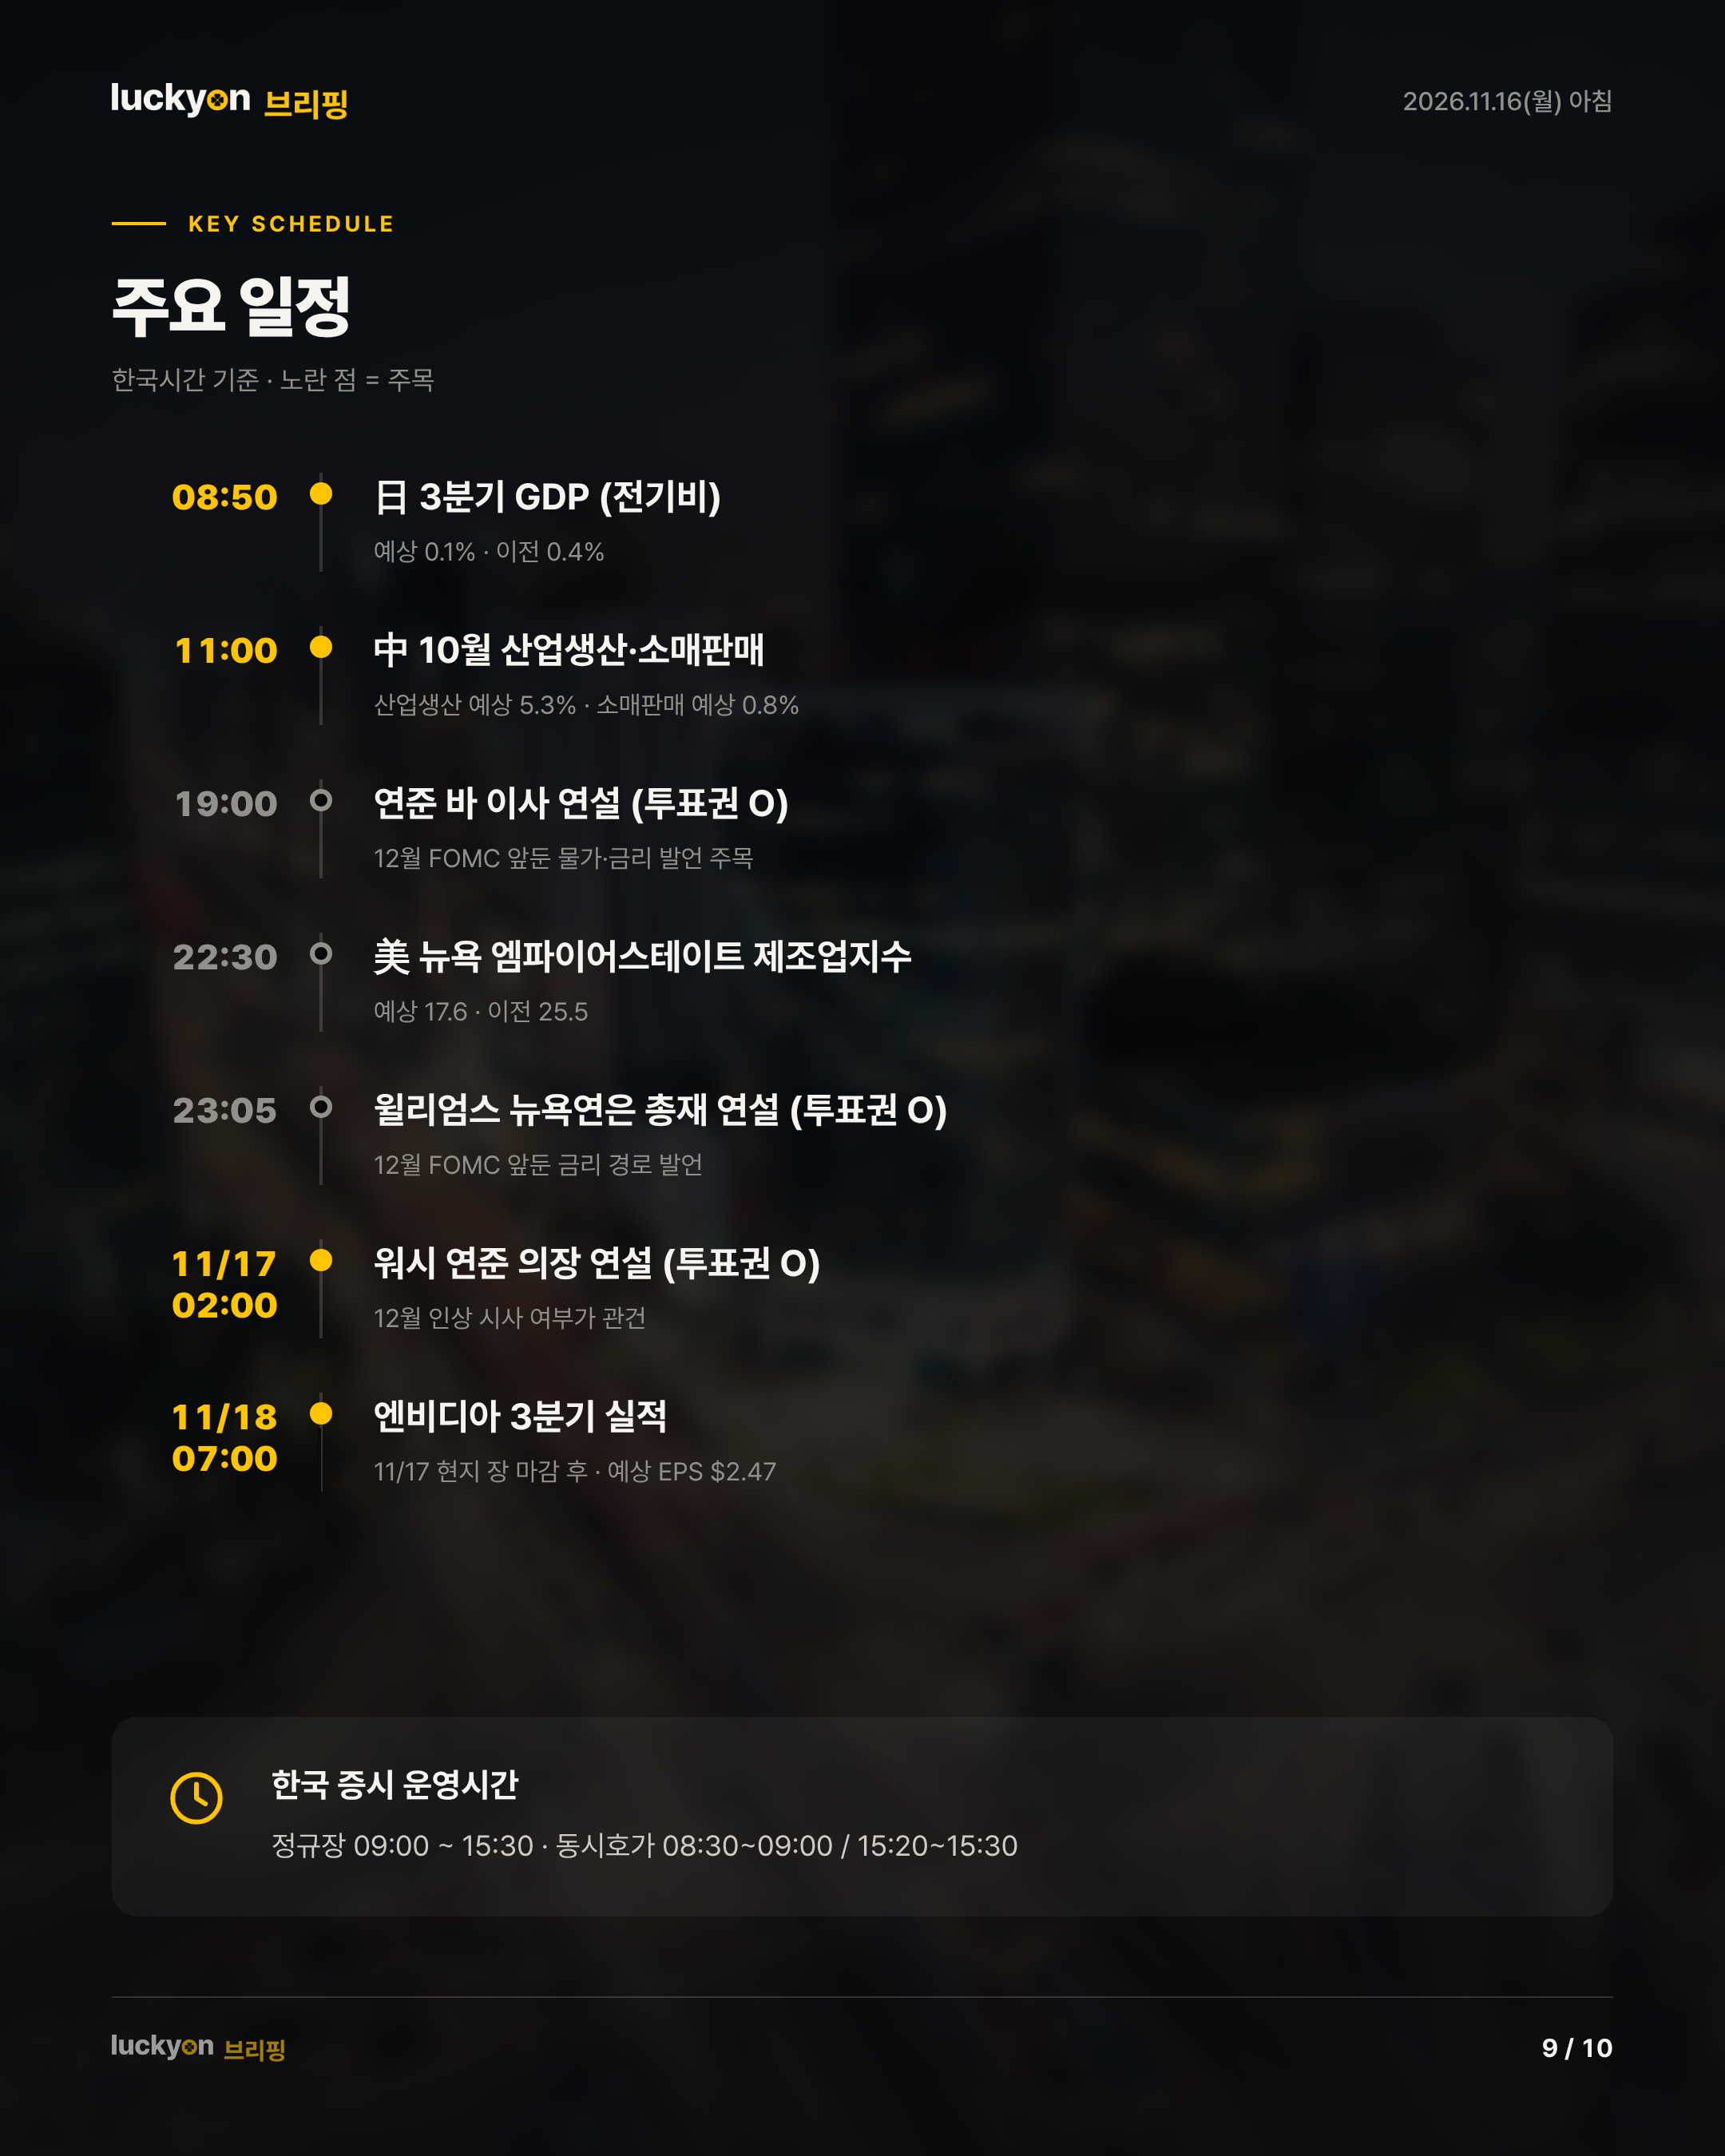 luckyon 브리핑
2026.11.16(월) 아침
KEY SCHEDULE
주요 일정
한국시간 기준 · 노란 점 = 주목
08:50
日 3분기 GDP (전기비)
예상 0.1% · 이전 0.4%
11:00
中 10월 산업생산·소매판매
산업생산 예상 5.3% · 소매판매 예상 0.8%
19:00
연준 바 이사 연설 (투표권 O)
12월 FOMC 앞둔 물가·금리 발언 주목
22:30
美 뉴욕 엠파이어스테이트 제조업지수
예상 17.6 · 이전 25.5
23:05
윌리엄스 뉴욕연은 총재 연설 (투표권 O)
12월 FOMC 앞둔 금리 경로 발언
11/17
02:00
워시 연준 의장 연설 (투표권 O)
12월 인상 시사 여부가 관건
11/18
07:00
엔비디아 3분기 실적
11/17 현지 장 마감 후 · 예상 EPS $2.47
한국 증시 운영시간
정규장 09:00 ~ 15:30 · 동시호가 08:30~09:00 / 15:20~15:30
luckyon 브리핑
9 / 10